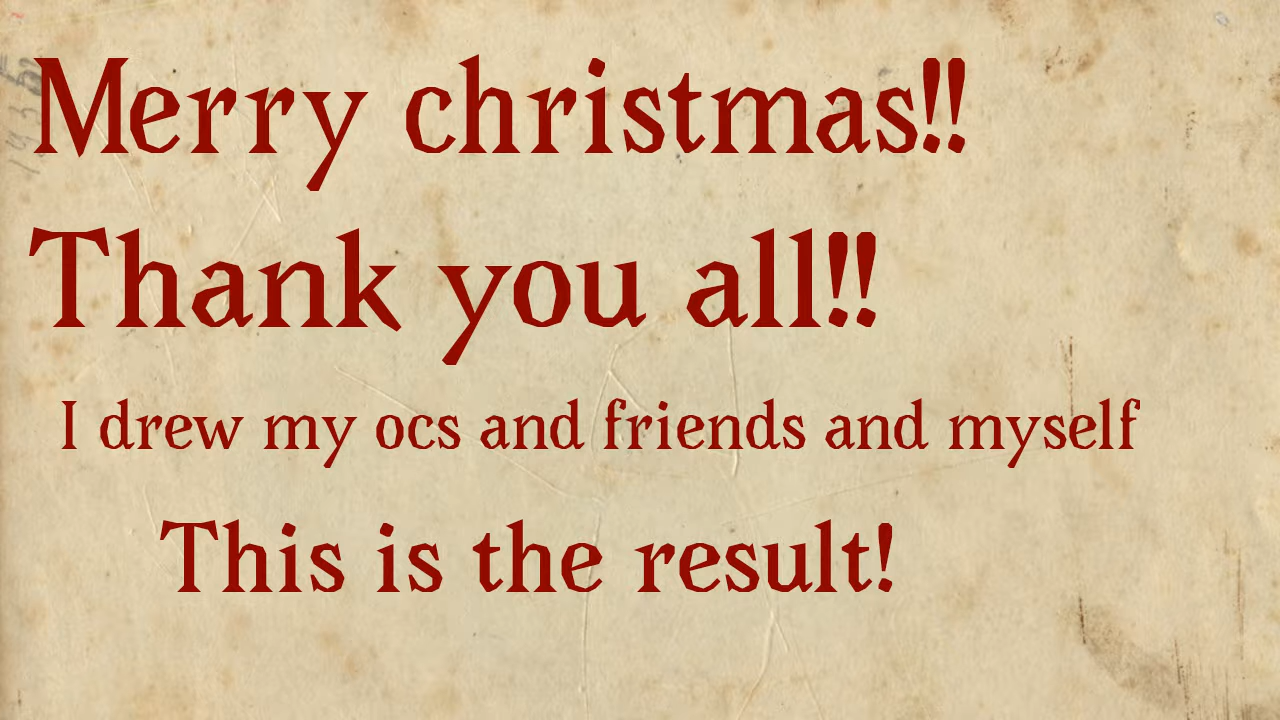 Merry christmas!!
Thank you all!!
I drew my ocs and friends and myself
This is the result!